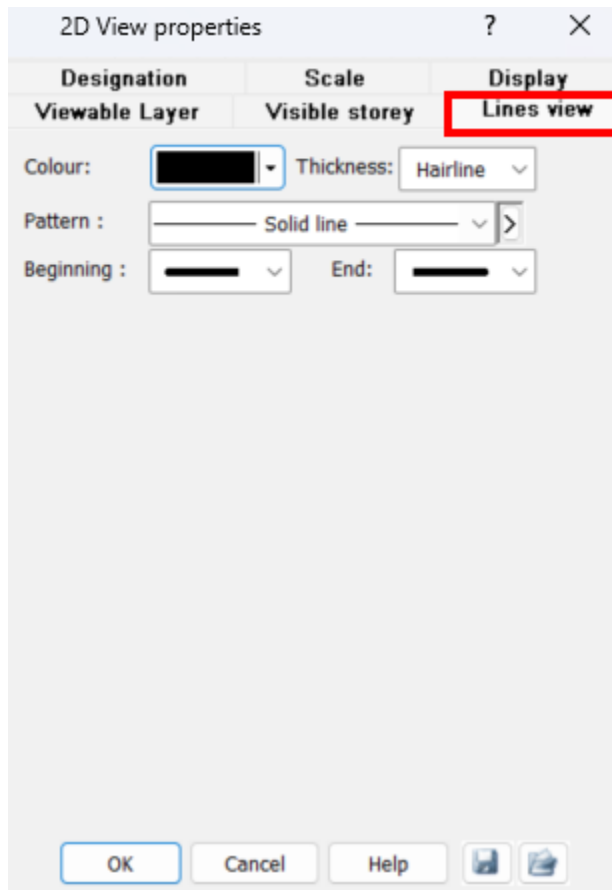 2D View properties ?
Designation Scale Display
Viewable Layer Visible storey Lines view
Colour: Thickness: Hairline
Pattern : Solid line >
Beginning : End:
OK Cancel Help